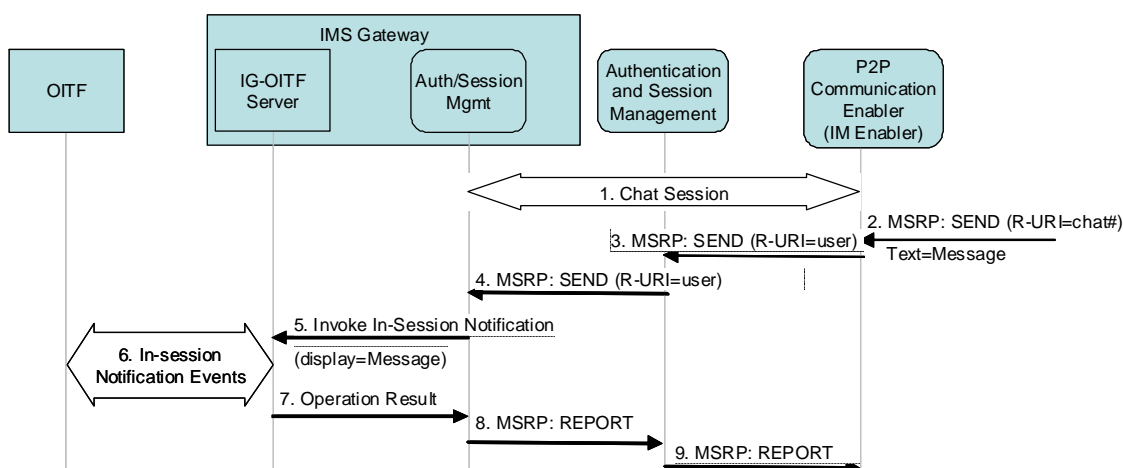 IMS Gateway
OITF
IG-OITF
Server
Auth/Session
Mgmt
Authentication
and Session
Management
P2P
Communication
Enabler
(IM Enabler)
1. Chat Session
2. MSRP: SEND (R-URI=chat#)
Text=Message
3. MSRP: SEND (R-URI=user)
4. MSRP: SEND (R-URI=user)
5. Invoke In-Session Notification
(display=Message)
6. In-session
Notification Events
7. Operation Result
8. MSRP: REPORT
9. MSRP: REPORT